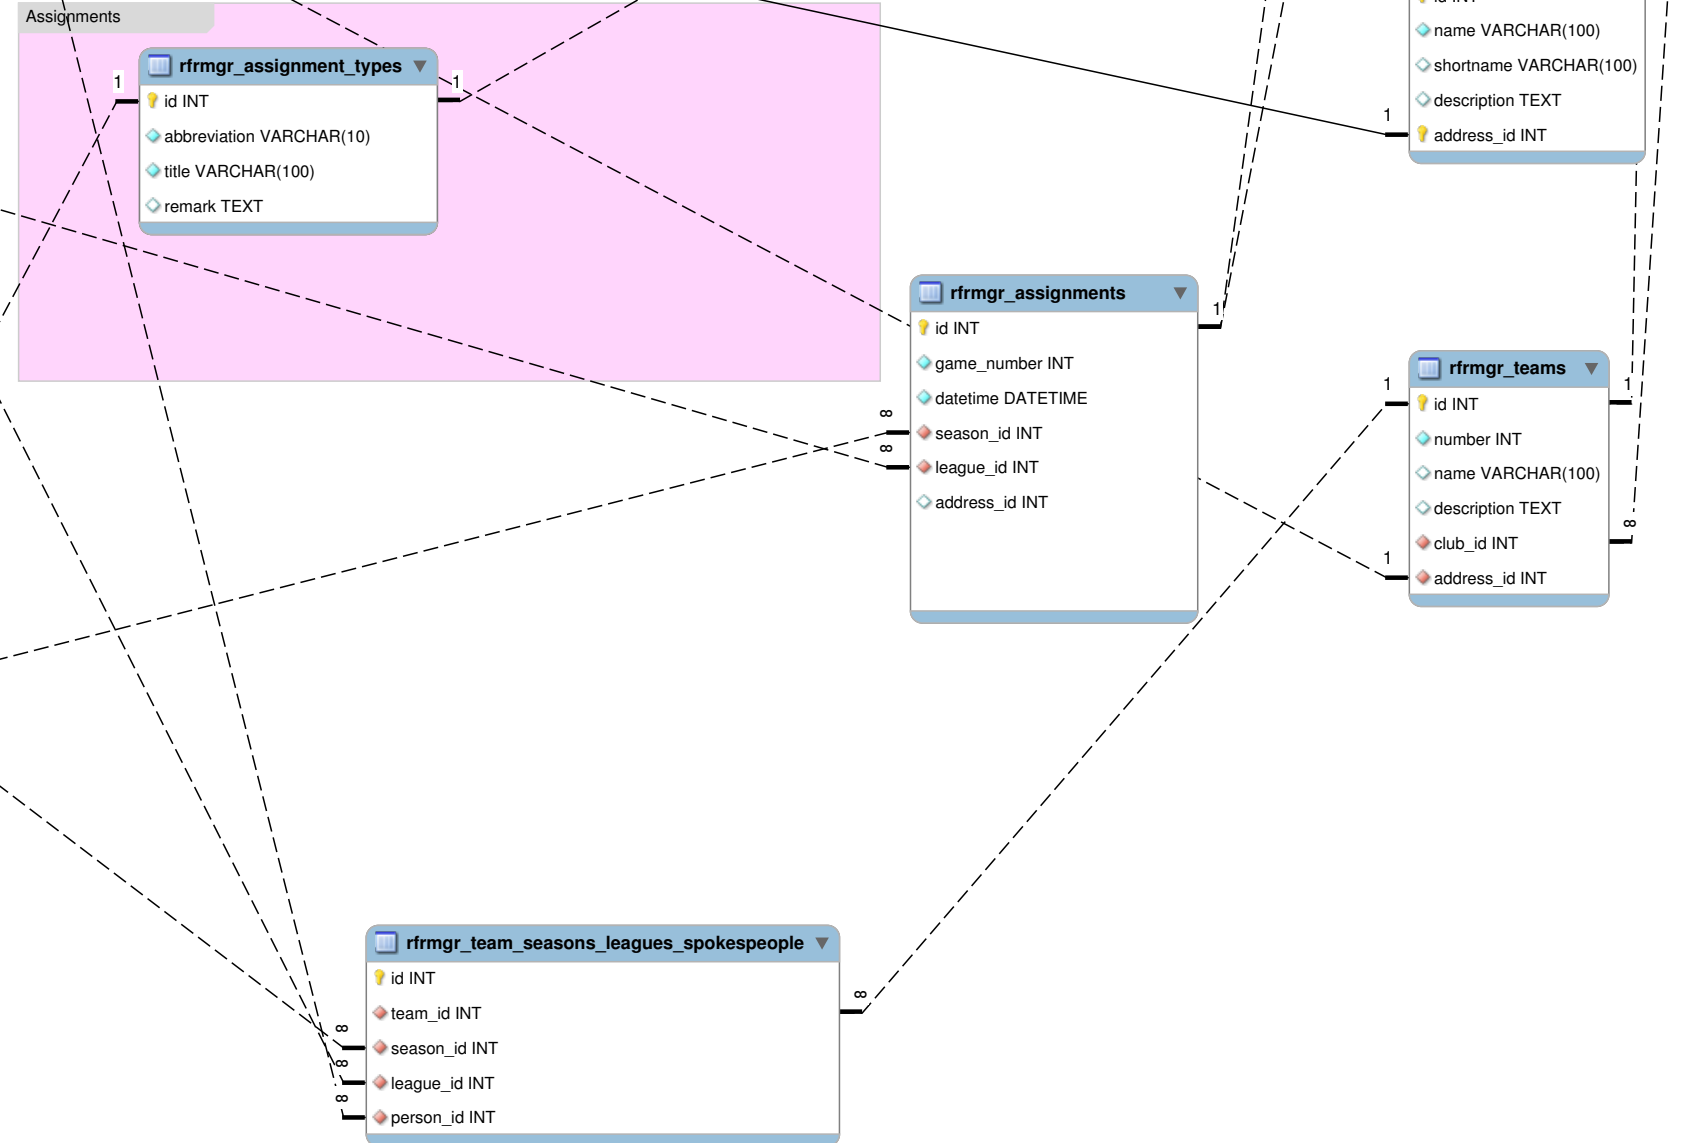 Assignments
rfrmgr_assignment_types
1
1
id INT
abbreviation VARCHAR(10)
title VARCHAR(100)
remark TEXT
name VARCHAR(100)
shortname VARCHAR(100)
description TEXT
1
address_id INT
rfrmgr_assignments
1
id INT
game_number INT
datetime DATETIME
∞
season_id INT
∞
league_id INT
address_id INT
rfrmgr_teams
1
1
id INT
number INT
name VARCHAR(100)
description TEXT
∞
club_id INT
1
address_id INT
rfrmgr_team_seasons_leagues_spokespeople
id INT
∞
team_id INT
∞
season_id INT
∞
league_id INT
∞
person_id INT